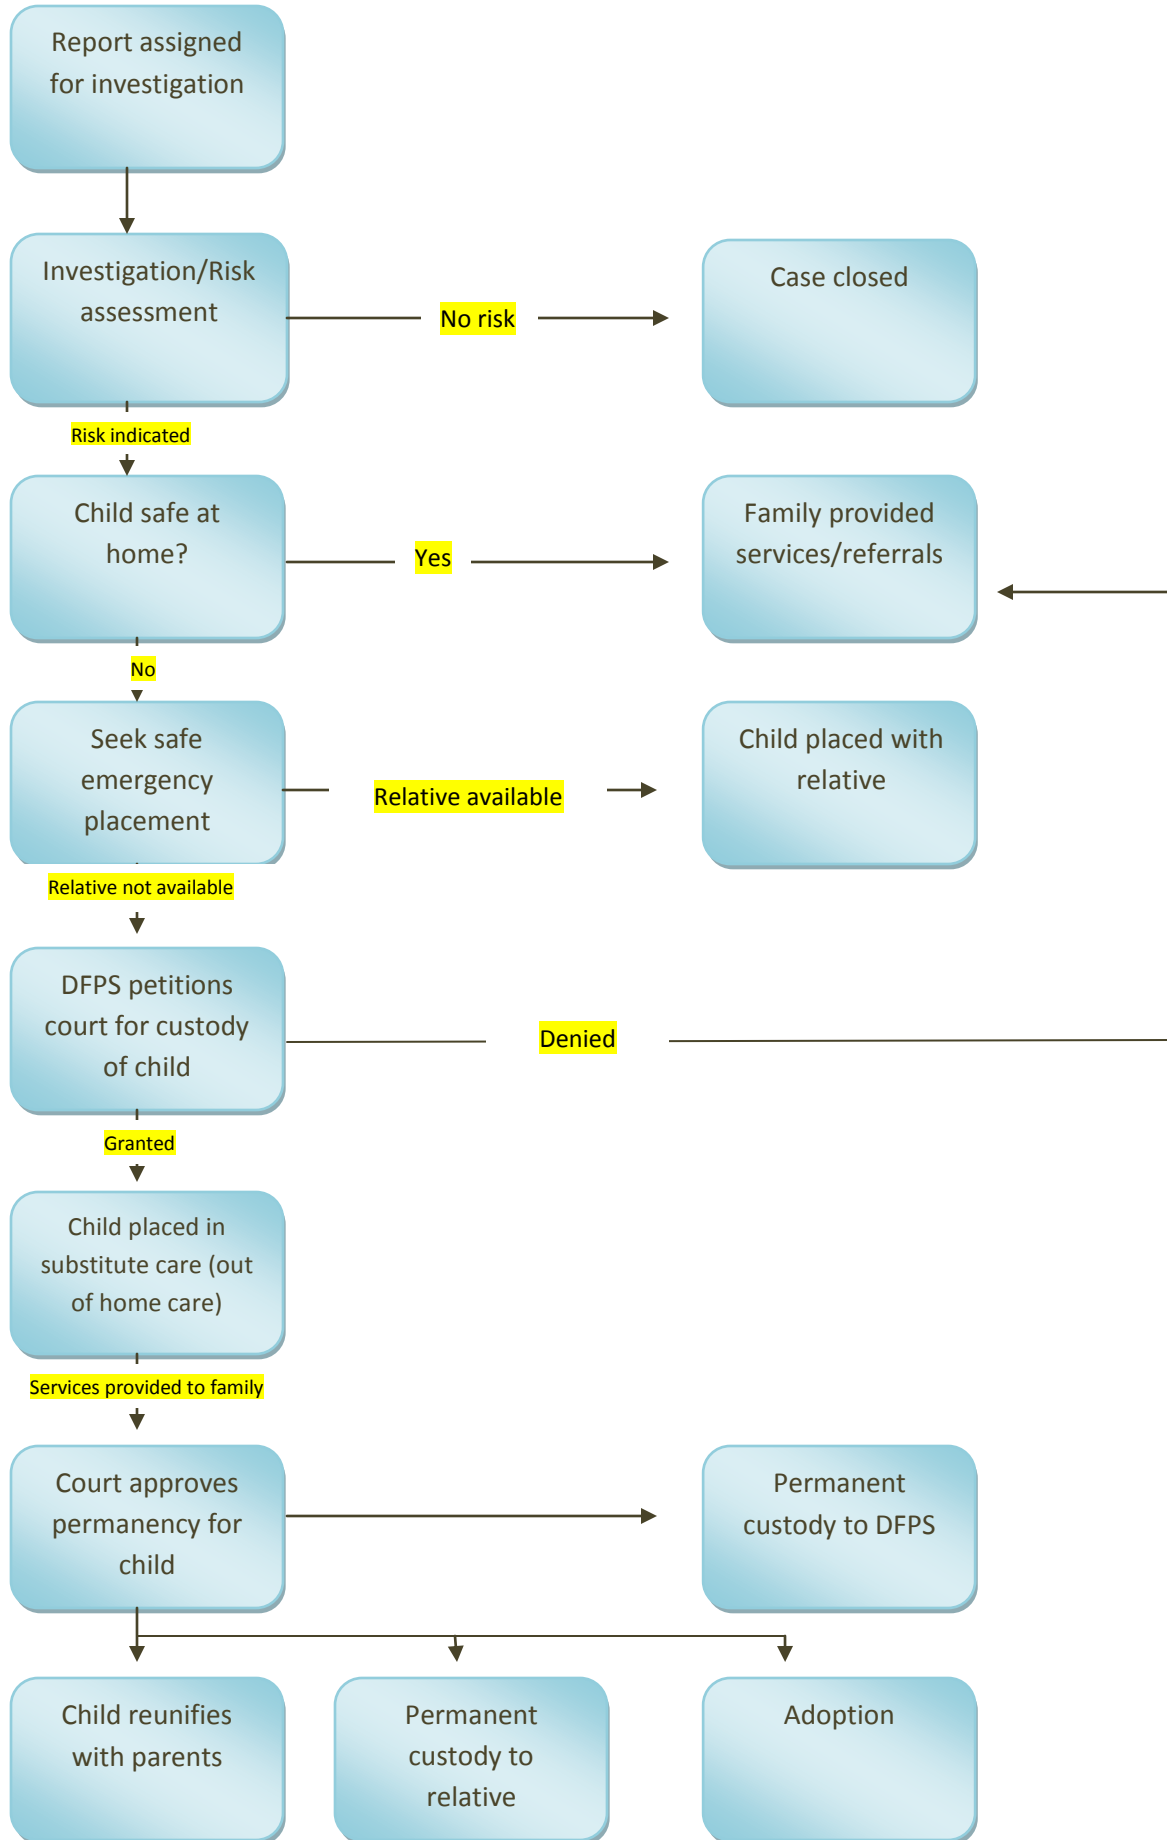 Report assigned
for investigation
Investigation/Risk
assessment
No risk
Case closed
Risk indicated
Child safe at
home?
Yes
Family provided
services/referrals
No
Seek safe
emergency
placement
Relative available
Child placed with
relative
Relative not available
DFPS petitions
court for custody
of child
Denied
Granted
Child placed in
substitute care (out
of home care)
Services provided to family
Court approves
permanency for
child
Permanent
custody to DFPS
Child reunifies
with parents
Permanent
custody to
relative
Adoption